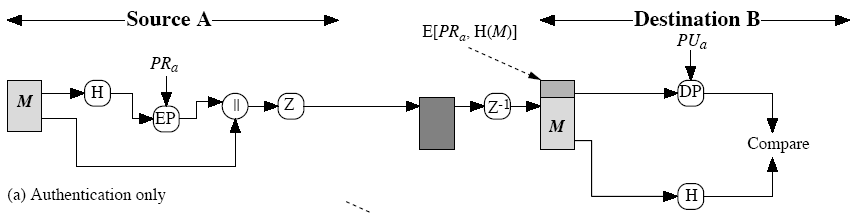 Source A
Destination B
E[PRa, H(M)]
PUa
PRa
M
H
EP
||
Z
Z-1
M
DP
Compare
H
(a) Authentication only